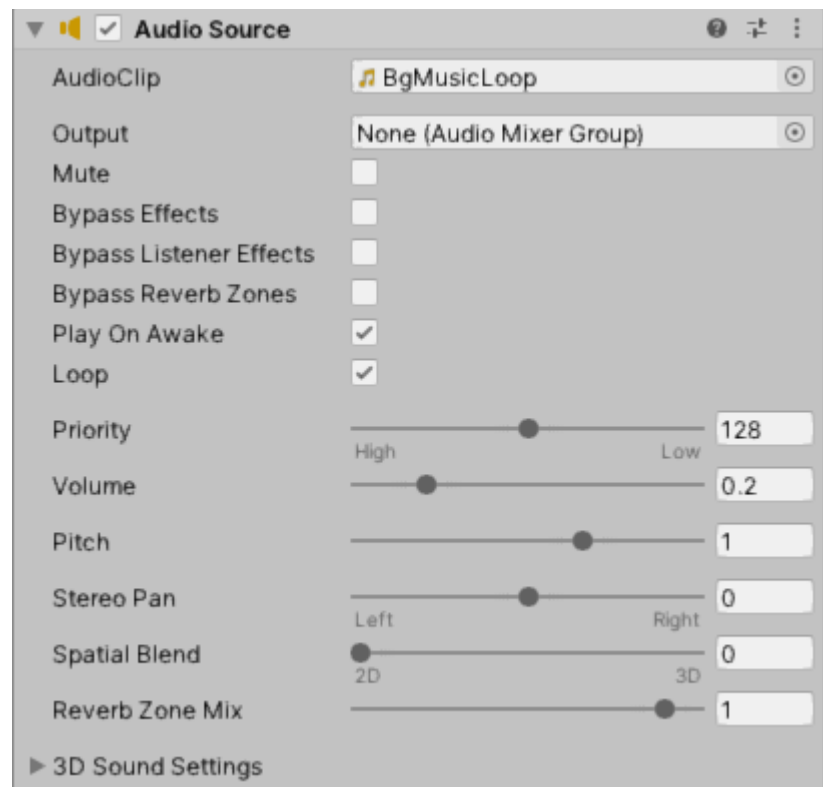 Audio Source
AudioClip BgMusicLoop
Output None (Audio Mixer Group)
Mute
Bypass Effects
Bypass Listener Effects
Bypass Reverb Zones
Play On Awake
Loop
Priority 128
High Low
Volume 0.2
Pitch 1
Stereo Pan 0
Left Right
Spatial Blend 0
2D 3D
Reverb Zone Mix 1
3D Sound Settings